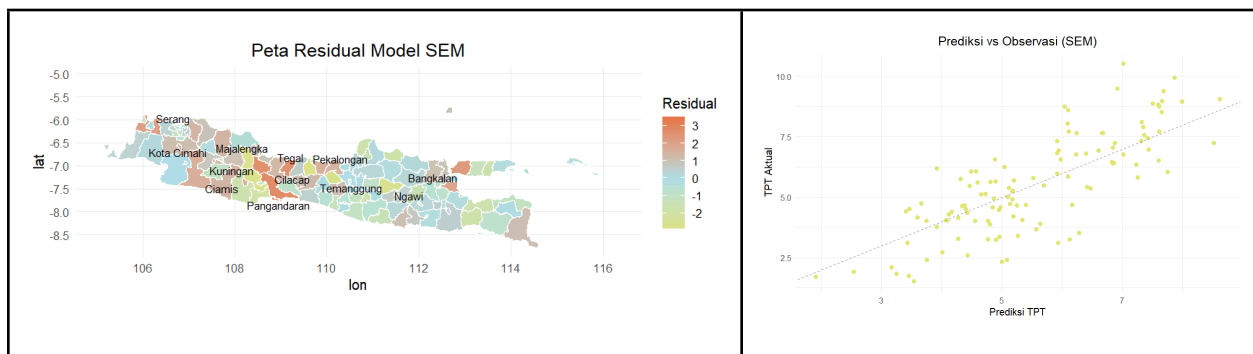 Peta Residual Model SEM
-5.0
-5.5
-6.0
-6.5
-7.0
-7.5
-8.0
-8.5
lat
Serang
Kota Cimahi
Majalengka
Tegal
Pekalongan
Kuningan
Cilacap
Bangkalan
Ciamis
Temanggung
Ngawi
Pangandaran
106
108
110
112
114
116
lon
Residual
3
2
1
0
-1
-2
Prediksi vs Observasi (SEM)
10.0
7.5
5.0
2.5
TPT Aktual
3
5
7
Prediksi TPT